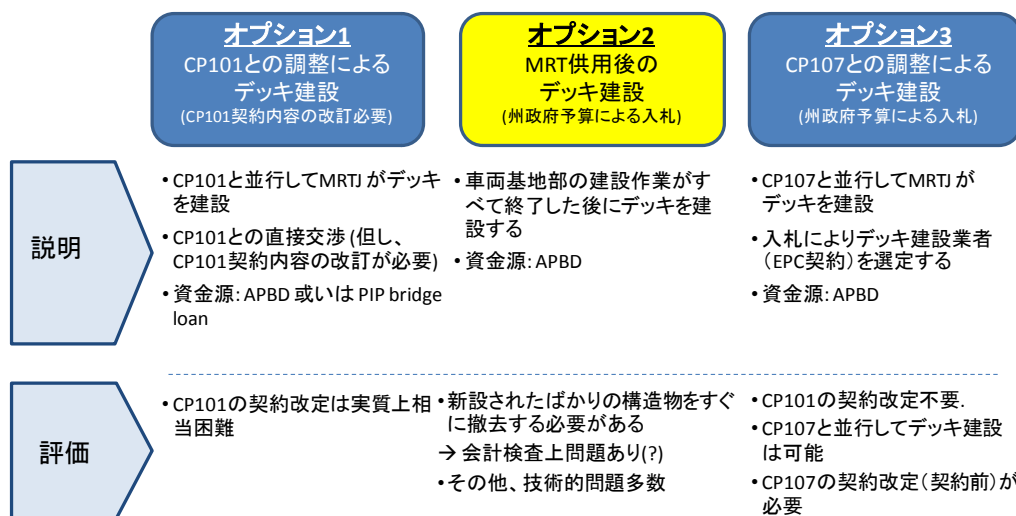 オプション1
CP101との調整による
デッキ建設
(CP101契約内容の改訂必要)
オプション2
MRT供用後の
デッキ建設
(州政府予算による入札)
オプション3
CP107との調整による
デッキ建設
(州政府予算による入札)
説明
•CP101と並行してMRTJ がデッキ
を建設
•CP101との直接交渉 (但し、
CP101契約内容の改訂が必要)
•資金源: APBD 或いは PIP bridge
loan
•車両基地部の建設作業がす
べて終了した後にデッキを建
設する
•資金源: APBD
•CP107と並行してMRTJ が
デッキを建設
•入札によりデッキ建設業者
(EPC契約)を選定する
•資金源: APBD
評価
•CP101の契約改定は実質上相
当困難
•新設されたばかりの構造物をすぐ
に撤去する必要がある
→ 会計検査上問題あり(?)
•その他、技術的問題多数
•CP101の契約改定不要.
•CP107と並行してデッキ建設
は可能
•CP107の契約改定(契約前)が
必要